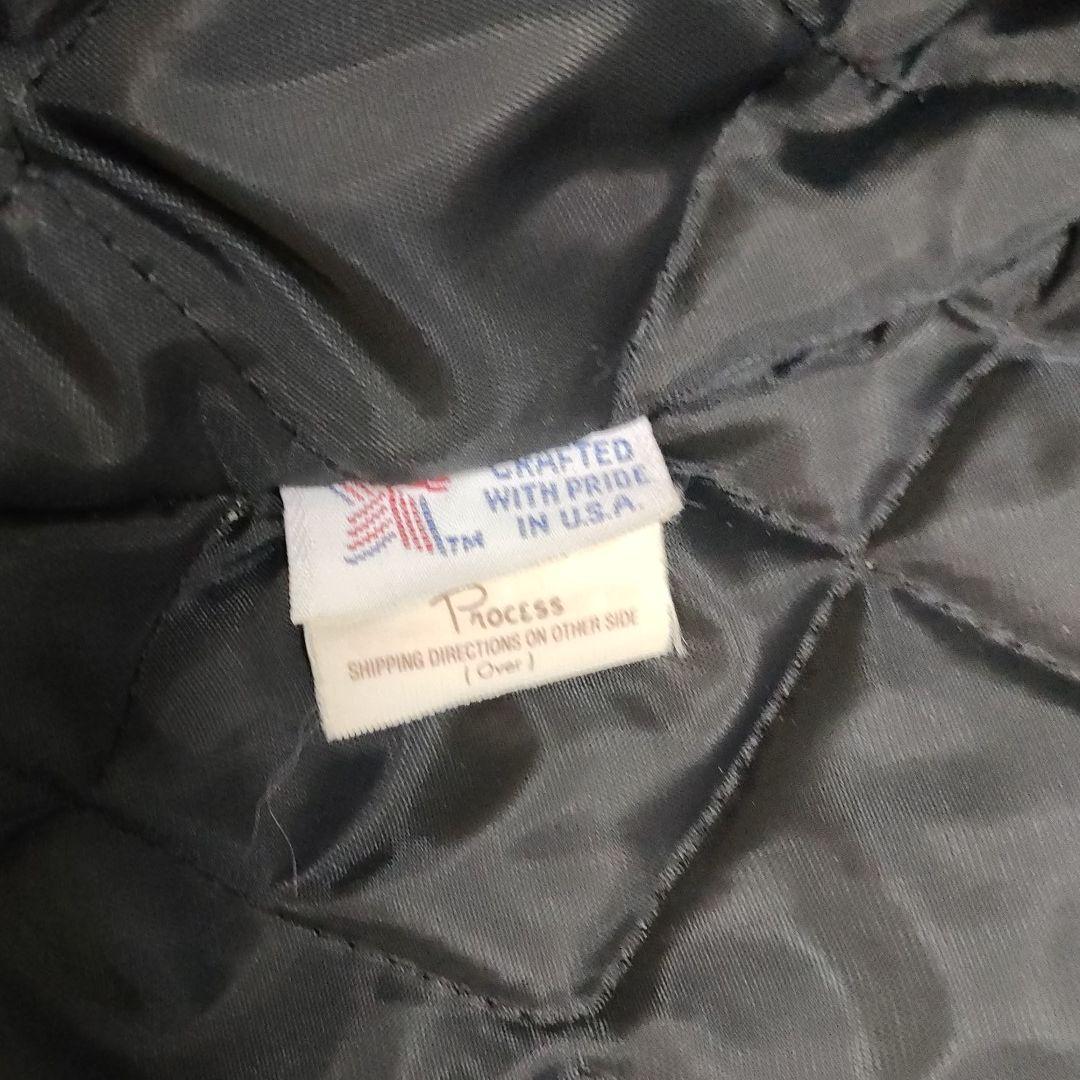 CRAFTED
WITH PRIDE
IN U.S.A.
TM
Process
SHIPPING DIRECTIONS ON OTHER SIDE
(Over)